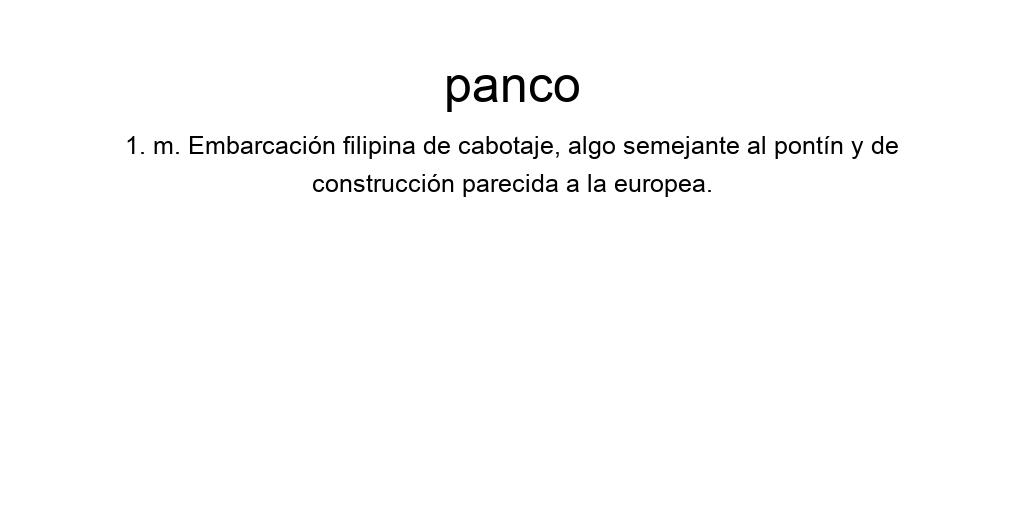 panco
1. m. Embarcación filipina de cabotaje, algo semejante al pontín y de
construcción parecida a la europea.